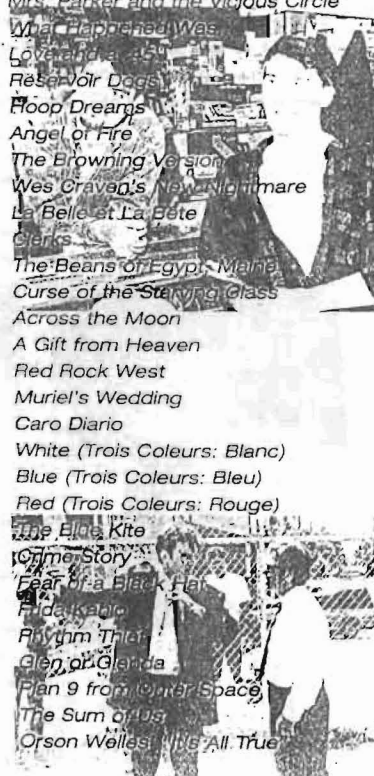 Mrs. Parker and the Vicious Circle
What Happened Was
Love and a .45
Reservoir Dogs
Hoop Dreams
Angel of Fire
The Browning Version
Wes Craven's New Nightmare
La Belle et La Bete
Clerks
The Beans of Egypt, Maine
Curse of the Starving Class
Across the Moon
A Gift from Heaven
Red Rock West
Muriel's Wedding
Caro Diario
White (Trois Coleurs: Blanc)
Blue (Trois Coleurs: Bleu)
Red (Trois Coleurs: Rouge)
The Blue Kite
Crime Story
Fear of a Black Hat
Frida Kahlo
Rhythm Thief
Glen or Glenda
Plan 9 from Outer Space
The Sum of Us
Orson Welles' It's All True